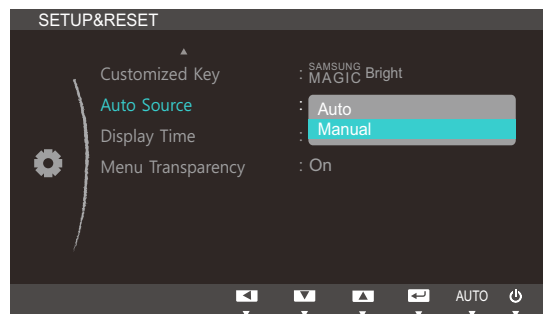 SETUP&RESET
Customized Key : SAMSUNG MAGIC Bright
Auto Source : Auto
Manual
Display Time :
Menu Transparency : On
AUTO